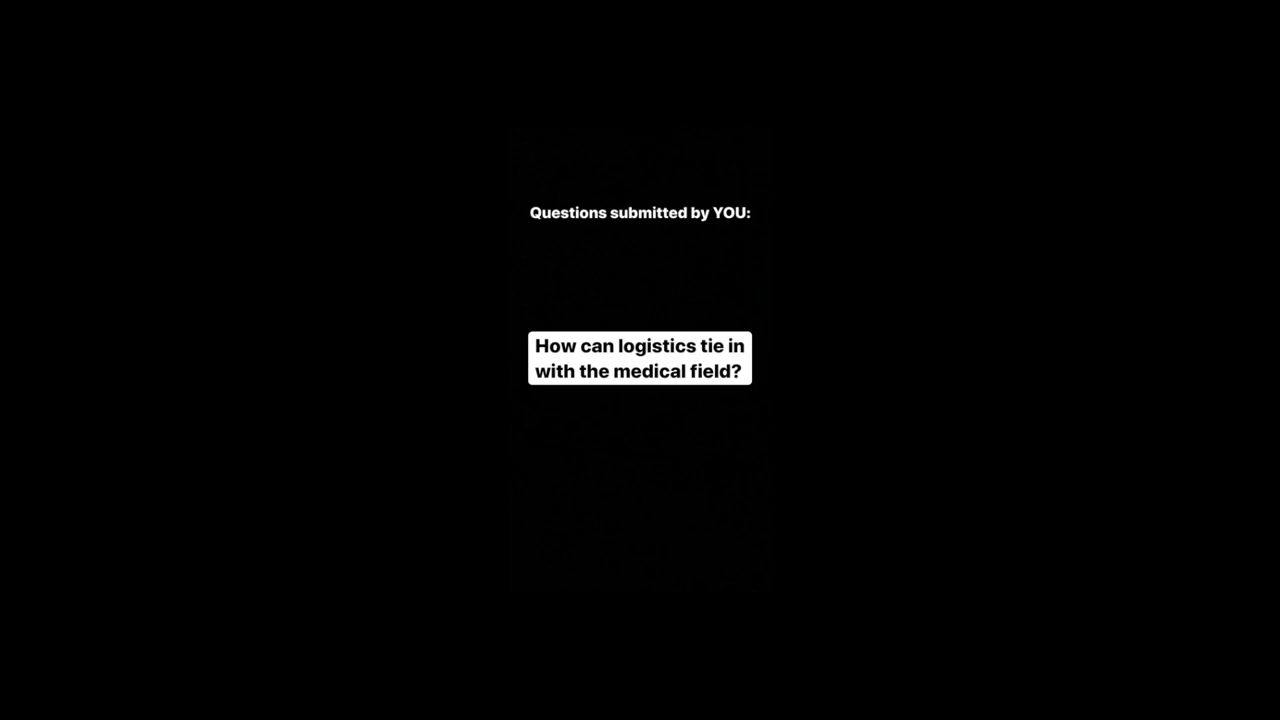 Questions submitted by YOU:
How can logistics tie in
with the medical field?